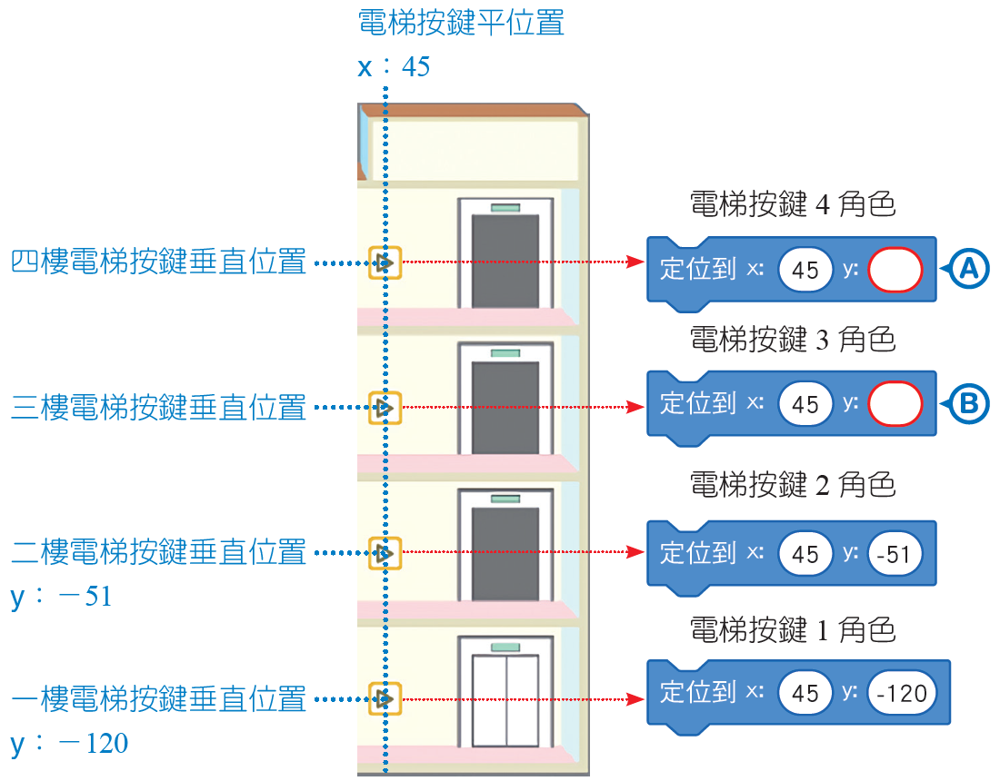 電梯按鍵平位置
x：45
電梯按鍵 4 角色
四樓電梯按鍵垂直位置
定位到 x: 45 y:
A
電梯按鍵 3 角色
三樓電梯按鍵垂直位置
定位到 x: 45 y:
B
電梯按鍵 2 角色
二樓電梯按鍵垂直位置
y：－51
定位到 x: 45 y: -51
電梯按鍵 1 角色
一樓電梯按鍵垂直位置
y：－120
定位到 x: 45 y: -120